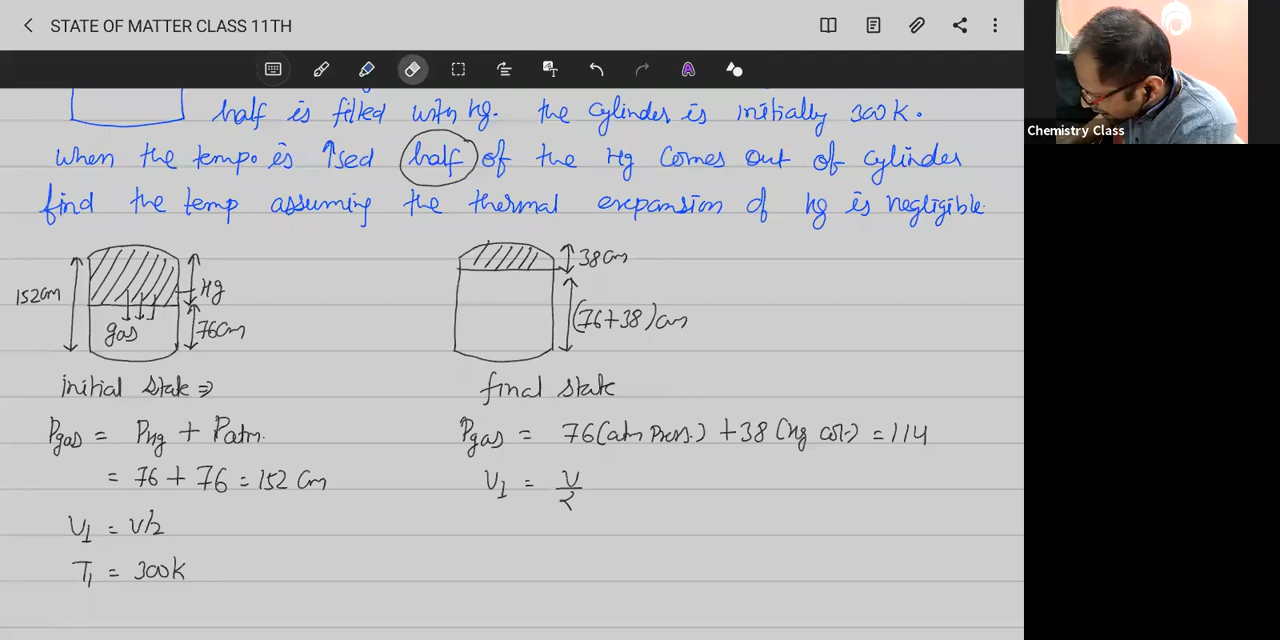 STATE OF MATTER CLASS 11TH
Chemistry Class
half is filled with hg. the cylinder is initially 300 K.
when the temp. is ↑sed half of the Hg comes out of cylinder
find the temp assuming the thermal expansion of hg is negligible.
152cm
Hg
gas
76cm
38cm
(76+38) cm
initial state ⇒
final state
Pgas = PHg + Patm.
= 76 + 76 = 152 cm
V1 = V/2
T1 = 300k
Pgas = 76 (atm Press.) + 38 (Hg col.) = 114
V1 = V/2